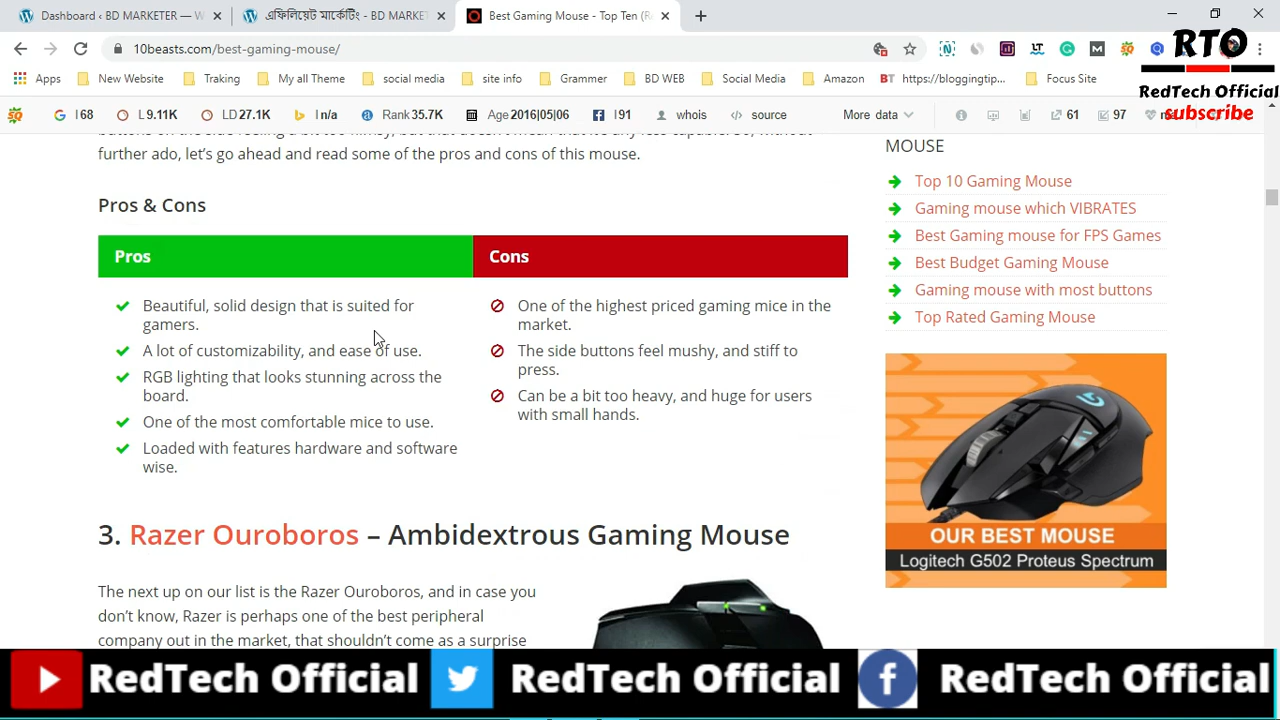 Dashboard ‹ BD MARKETER — W
এফিলিয়েট মার্কেটিং - BD MARKET
Best Gaming Mouse - Top Ten (R
10beasts.com/best-gaming-mouse/
Apps
New Website
Traking
My all Theme
social media
site info
Grammer
BD WEB
Social Media
Amazon
https://bloggingtip...
Focus Site
RTO
RedTech Official
subscribe
I 68
L 9.11K
LD 27.1K
I n/a
Rank 35.7K
Age 2016|05|06
I 91
whois
source
More data
61
97
further ado, let's go ahead and read some of the pros and cons of this mouse.
Pros & Cons
Pros
Cons
Beautiful, solid design that is suited for
gamers.
A lot of customizability, and ease of use.
RGB lighting that looks stunning across the
board.
One of the most comfortable mice to use.
Loaded with features hardware and software
wise.
One of the highest priced gaming mice in the
market.
The side buttons feel mushy, and stiff to
press.
Can be a bit too heavy, and huge for users
with small hands.
3. Razer Ouroboros – Ambidextrous Gaming Mouse
The next up on our list is the Razer Ouroboros, and in case you
don't know, Razer is perhaps one of the best peripheral
company out in the market, that shouldn't come as a surprise
MOUSE
Top 10 Gaming Mouse
Gaming mouse which VIBRATES
Best Gaming mouse for FPS Games
Best Budget Gaming Mouse
Gaming mouse with most buttons
Top Rated Gaming Mouse
OUR BEST MOUSE
Logitech G502 Proteus Spectrum
RedTech Official
RedTech Official
RedTech Official